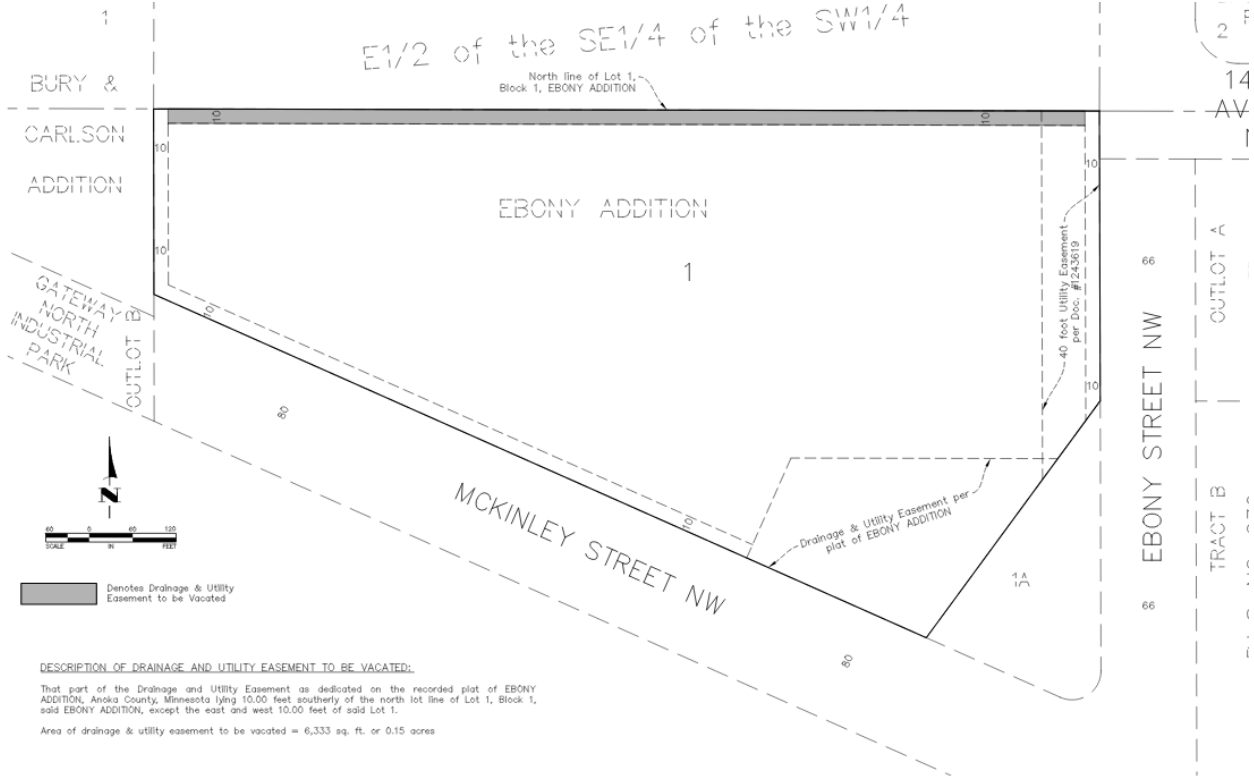 1
E1/2 of the SE1/4 of the SW1/4
2
BURY &
North line of Lot 1,
Block 1, EBONY ADDITION
14
AV
CARLSON
10
10
10
10
ADDITION
EBONY ADDITION
1
10
40 foot Utility Easement
per Doc. #1243619
66
OUTLOT A
GATEWAY
NORTH
INDUSTRIAL
PARK
OUTLOT B
10
EBONY STREET NW
10
80
MCKINLEY STREET NW
10
Drainage & Utility Easement per
plat of EBONY ADDITION
TRACT B
N
60 0 60 120
SCALE IN FEET
1A
66
Denotes Drainage & Utility
Easement to be Vacated
80
DESCRIPTION OF DRAINAGE AND UTILITY EASEMENT TO BE VACATED:
That part of the Drainage and Utility Easement as dedicated on the recorded plat of EBONY
ADDITION, Anoka County, Minnesota lying 10.00 feet southerly of the north lot line of Lot 1, Block 1,
said EBONY ADDITION, except the east and west 10.00 feet of said Lot 1.
Area of drainage & utility easement to be vacated = 6,333 sq. ft. or 0.15 acres